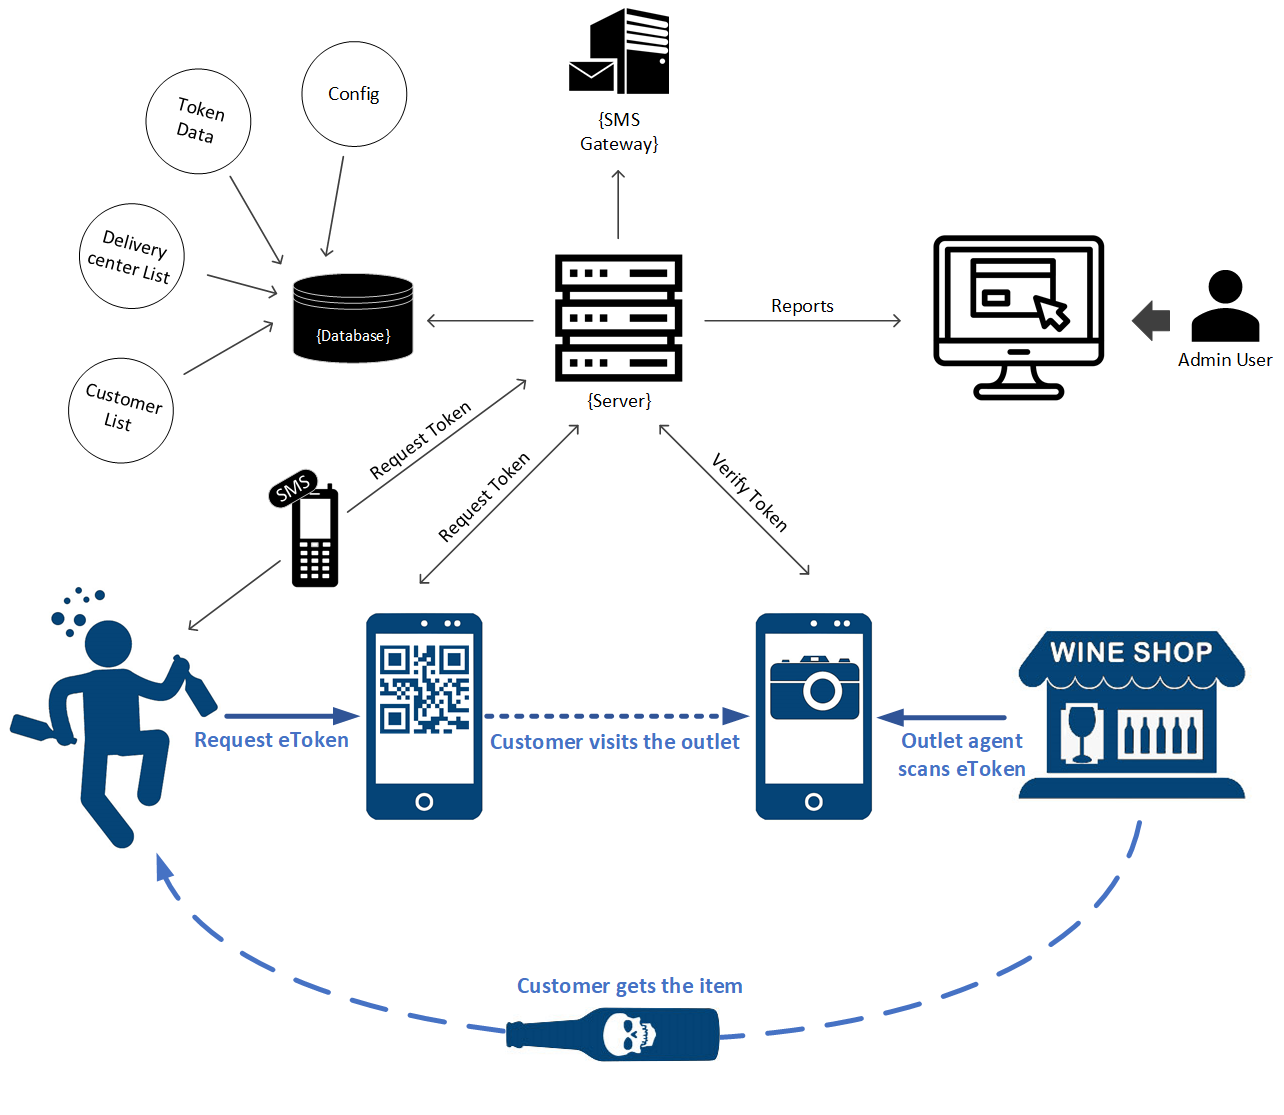 Config
Token
Data
{SMS
Gateway}
Delivery
center List
Reports
{Database}
Admin User
Customer
List
{Server}
Request Token
SMS
Request Token
Verify Token
WINE SHOP
Request eToken
Customer visits the outlet
Outlet agent
scans eToken
Customer gets the item